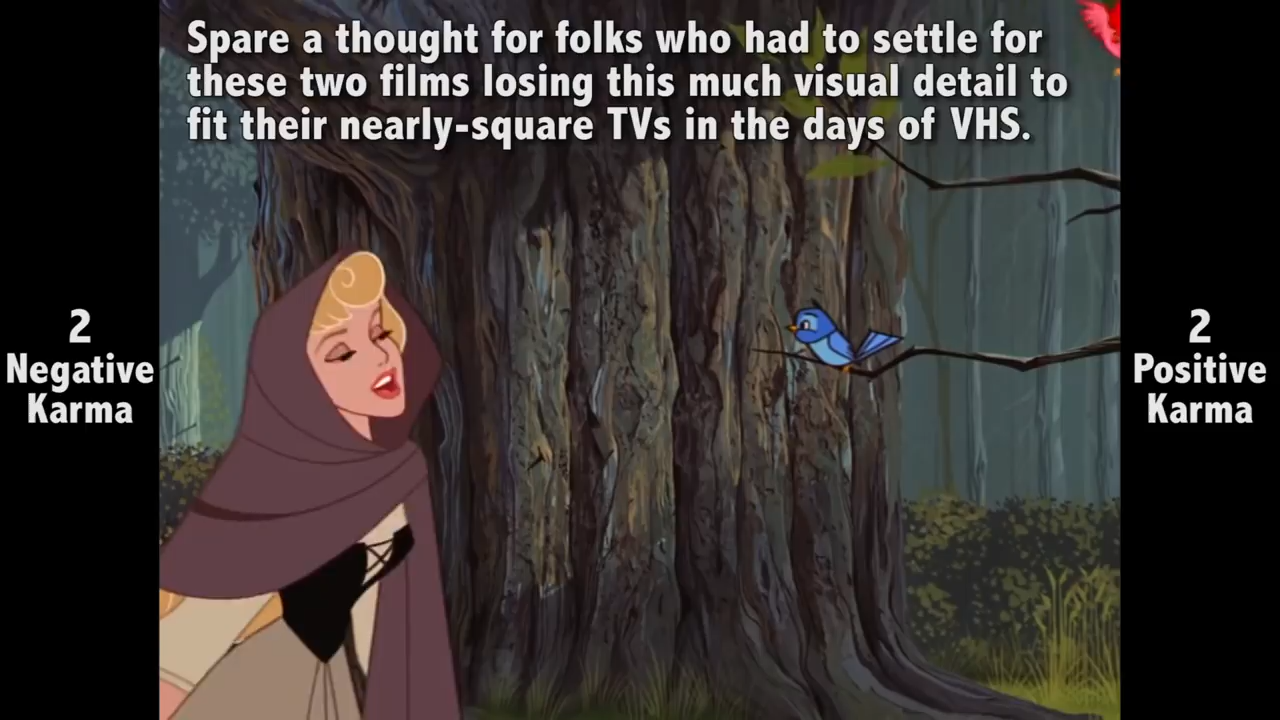 Spare a thought for folks who had to settle for
these two films losing this much visual detail to
fit their nearly-square TVs in the days of VHS.
2
Negative
Karma
2
Positive
Karma